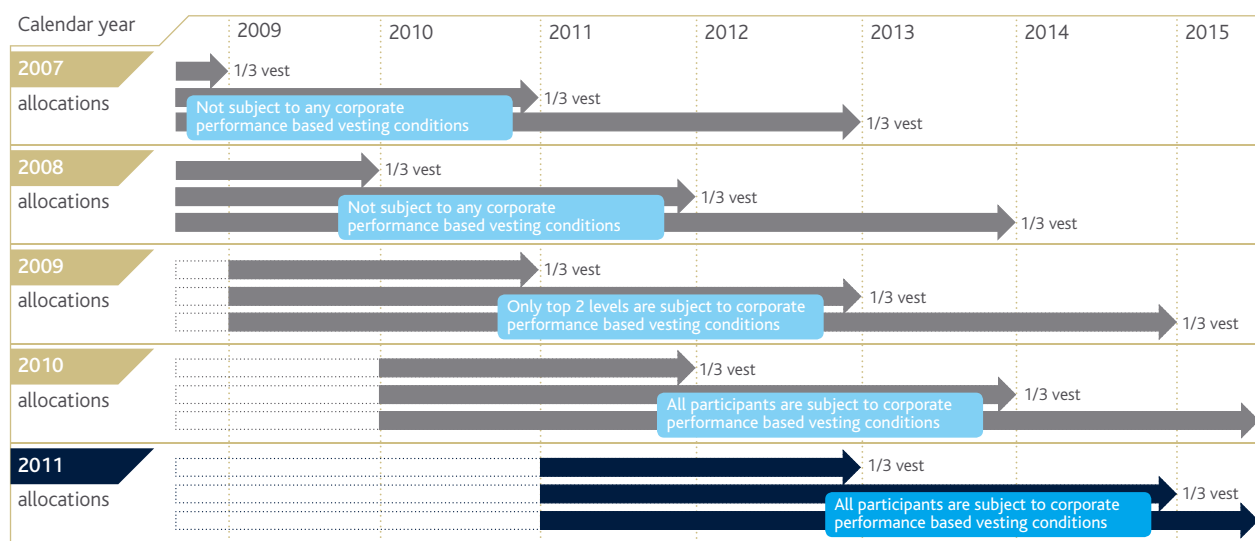 Calendar year
2009 2010 2011 2012 2013 2014 2015
2007
allocations
1/3 vest
1/3 vest
1/3 vest
Not subject to any corporate
performance based vesting conditions
2008
allocations
1/3 vest
1/3 vest
1/3 vest
Not subject to any corporate
performance based vesting conditions
2009
allocations
1/3 vest
1/3 vest
1/3 vest
Only top 2 levels are subject to corporate
performance based vesting conditions
2010
allocations
1/3 vest
1/3 vest
All participants are subject to corporate
performance based vesting conditions
2011
allocations
1/3 vest
1/3 vest
All participants are subject to corporate
performance based vesting conditions